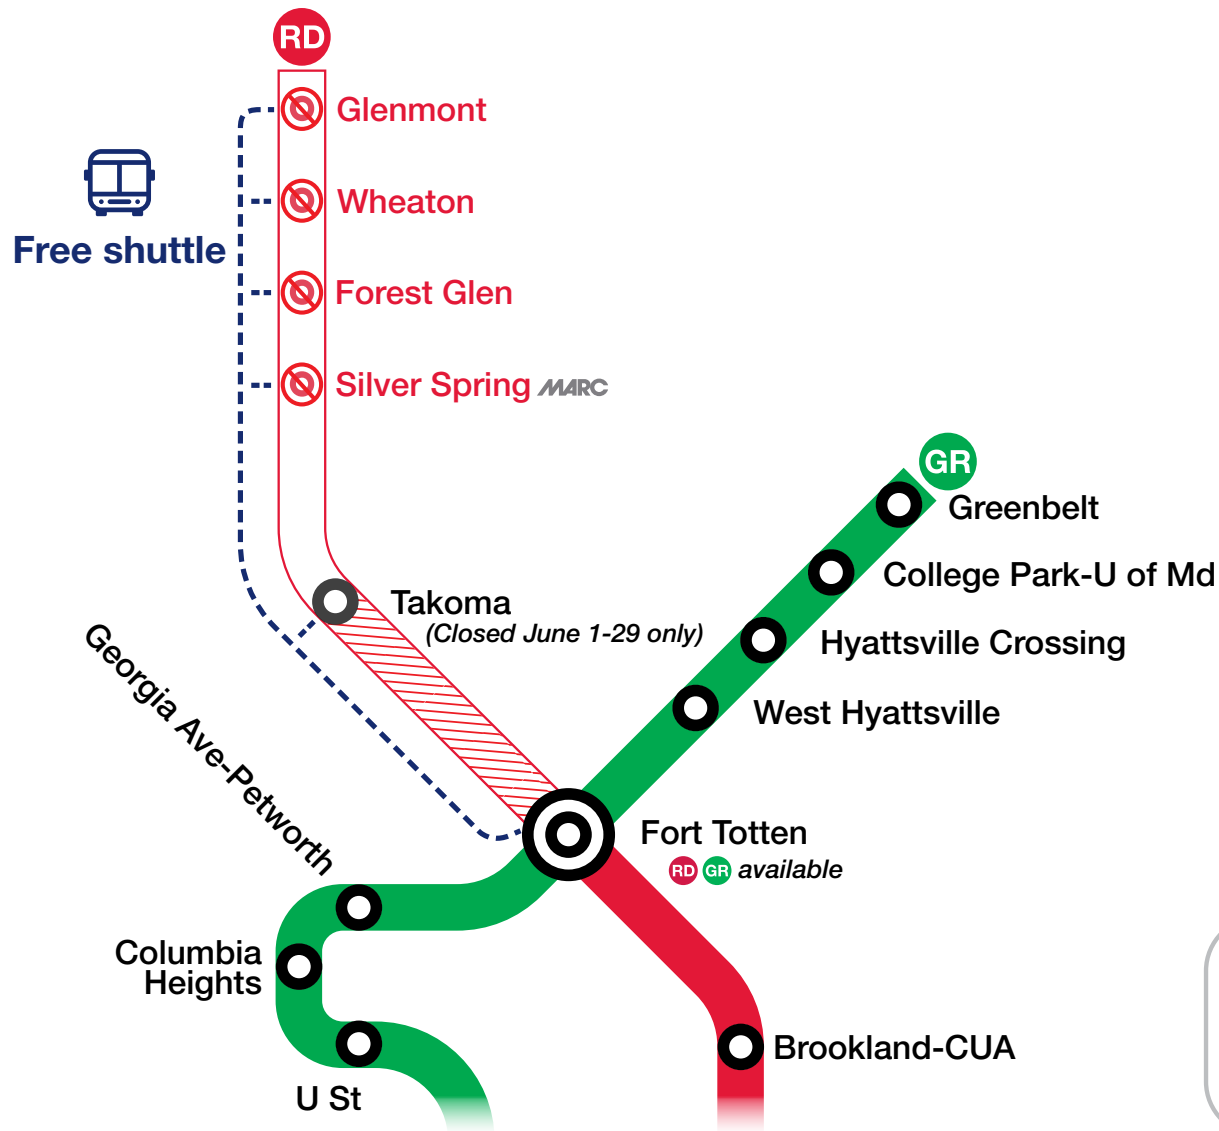 RD
Glenmont
Wheaton
Free shuttle
Forest Glen
Silver Spring MARC
GR
Greenbelt
College Park-U of Md
Takoma
(Closed June 1-29 only)
Hyattsville Crossing
West Hyattsville
Georgia Ave-Petworth
Fort Totten
RD GR available
Columbia
Heights
Brookland-CUA
U St